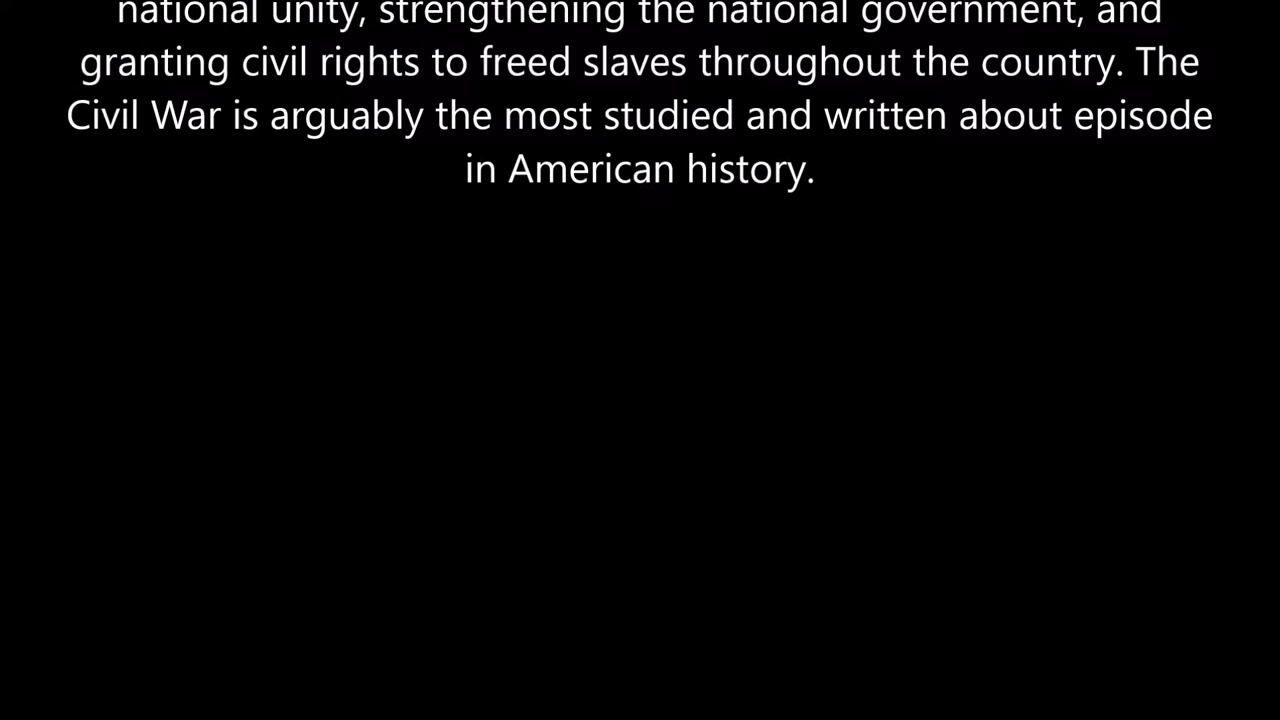 national unity, strengthening the national government, and
granting civil rights to freed slaves throughout the country. The
Civil War is arguably the most studied and written about episode
in American history.